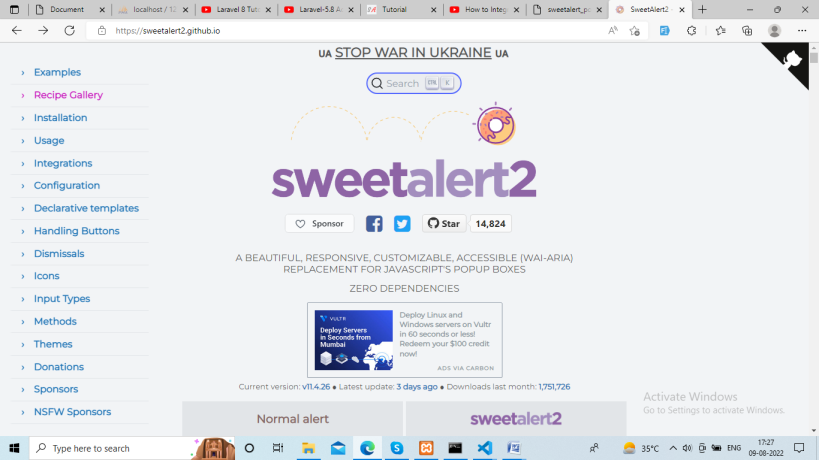 Document
localhost / 12
Laravel 8 Tut
Laravel-5.8 A
Tutorial
How to Integ
sweetalert_po
SweetAlert2 -
https://sweetalert2.github.io
UA STOP WAR IN UKRAINE UA
Search CTRL K
› Examples
› Recipe Gallery
› Installation
› Usage
› Integrations
› Configuration
› Declarative templates
› Handling Buttons
› Dismissals
› Icons
› Input Types
› Methods
› Themes
› Donations
› Sponsors
› NSFW Sponsors
sweetalert2
Sponsor
Star 14,824
A BEAUTIFUL, RESPONSIVE, CUSTOMIZABLE, ACCESSIBLE (WAI-ARIA)
REPLACEMENT FOR JAVASCRIPT'S POPUP BOXES
ZERO DEPENDENCIES
VULTR
Deploy Servers
in Seconds from
Mumbai
Deploy Linux and
Windows servers on Vultr
in 60 seconds or less!
Redeem your $100 credit
now!
ADS VIA CARBON
Current version: v11.4.26 ● Latest update: 3 days ago ● Downloads last month: 1,751,726
Normal alert
sweetalert2
Activate Windows
Go to Settings to activate Windows.
Type here to search
35°C
ENG
17:27
09-08-2022